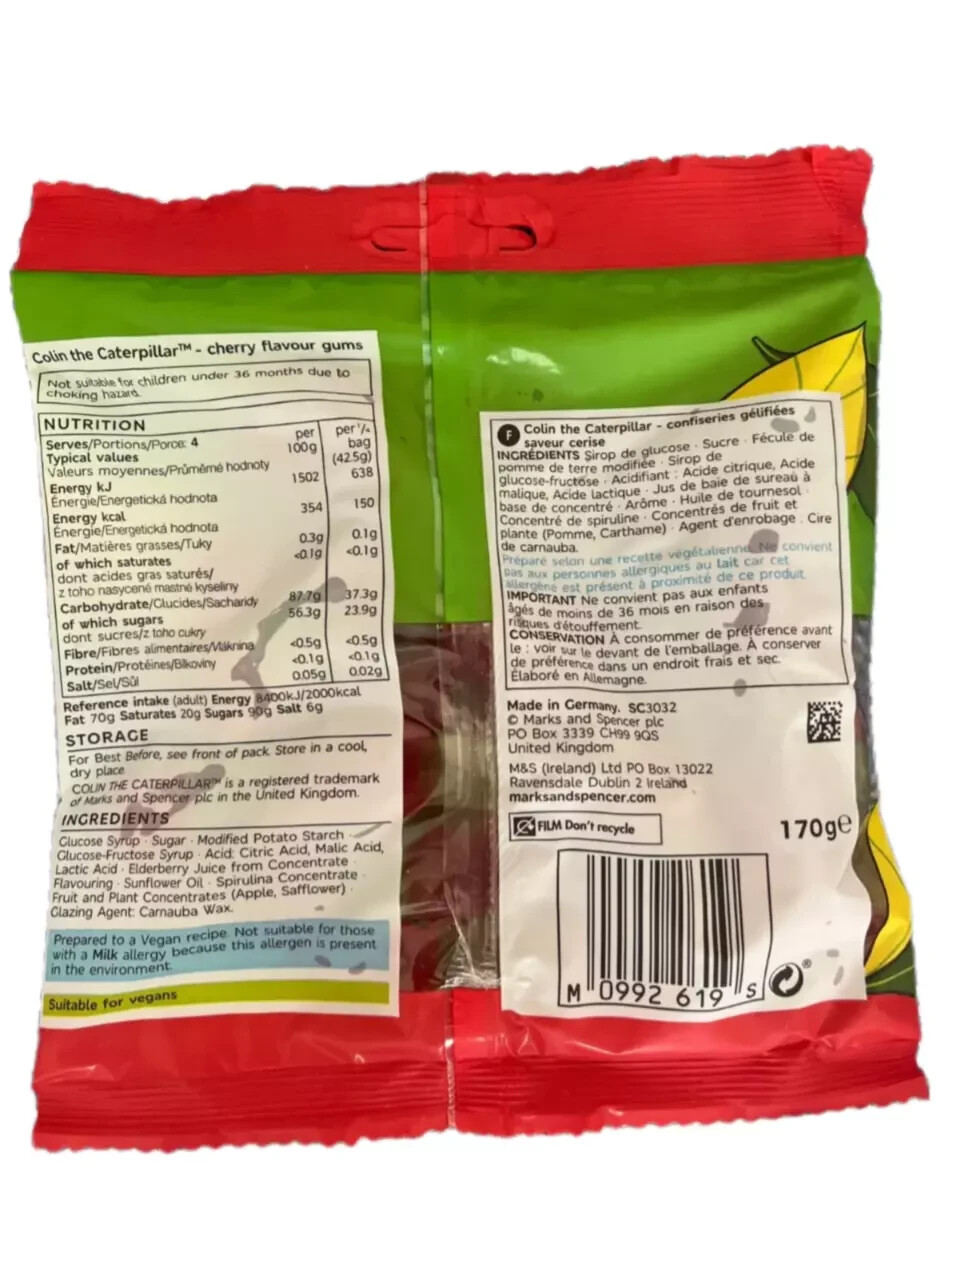 Colin the Caterpillar™ - cherry flavour gums
Not suitable for children under 36 months due to
choking hazard.
NUTRITION
Serves/Portions/Porce: 4
Typical values
Valeurs moyennes/Průměrné hodnoty
per
100g
per ¼
bag
(42.5g)
Energy kJ 1502 638
Énergie/Energetická hodnota
Energy kcal 354 150
Énergie/Energetická hodnota
Fat/Matières grasses/Tuky 0.3g 0.1g
of which saturates <0.1g <0.1g
dont acides gras saturés/
z toho nasycené mastné kyseliny
Carbohydrate/Glucides/Sacharidy 87.7g 37.3g
of which sugars 56.3g 23.9g
dont sucres/z toho cukry
Fibre/Fibres alimentaires/Vláknina <0.5g <0.5g
Protein/Protéines/Bílkoviny <0.1g <0.1g
Salt/Sel/Sůl 0.05g 0.02g
Reference intake (adult) Energy 8400kJ/2000kcal
Fat 70g Saturates 20g Sugars 90g Salt 6g
STORAGE
For Best Before, see front of pack. Store in a cool,
dry place
COLIN THE CATERPILLAR™ is a registered trademark
of Marks and Spencer plc in the United Kingdom.
INGREDIENTS
Glucose Syrup · Sugar · Modified Potato Starch ·
Glucose-Fructose Syrup · Acid: Citric Acid, Malic Acid,
Lactic Acid · Elderberry Juice from Concentrate ·
Flavouring · Sunflower Oil · Spirulina Concentrate ·
Fruit and Plant Concentrates (Apple, Safflower) ·
Glazing Agent: Carnauba Wax.
Prepared to a Vegan recipe. Not suitable for those
with a Milk allergy because this allergen is present
in the environment.
Suitable for vegans
F Colin the Caterpillar - confiseries gélifiées
saveur cerise
INGRÉDIENTS Sirop de glucose · Sucre · Fécule de
pomme de terre modifiée · Sirop de
glucose-fructose · Acidifiant : Acide citrique, Acide
malique, Acide lactique · Jus de baie de sureau à
base de concentré · Arôme · Huile de tournesol ·
Concentré de spiruline · Concentrés de fruit et
plante (Pomme, Carthame) · Agent d'enrobage : Cire
de carnauba.
Préparé selon une recette végétalienne. Ne convient
pas aux personnes allergiques au lait car cet
allergène est présent à proximité de ce produit.
IMPORTANT Ne convient pas aux enfants
âgés de moins de 36 mois en raison des
risques d'étouffement.
CONSERVATION À consommer de préférence avant
le : voir sur le devant de l'emballage. À conserver
de préférence dans un endroit frais et sec.
Élaboré en Allemagne.
Made in Germany. SC3032
© Marks and Spencer plc
PO Box 3339 CH99 9QS
United Kingdom
M&S (Ireland) Ltd PO Box 13022
Ravensdale Dublin 2 Ireland
marksandspencer.com
FILM Don't recycle
170g℮
M 0992 619 S